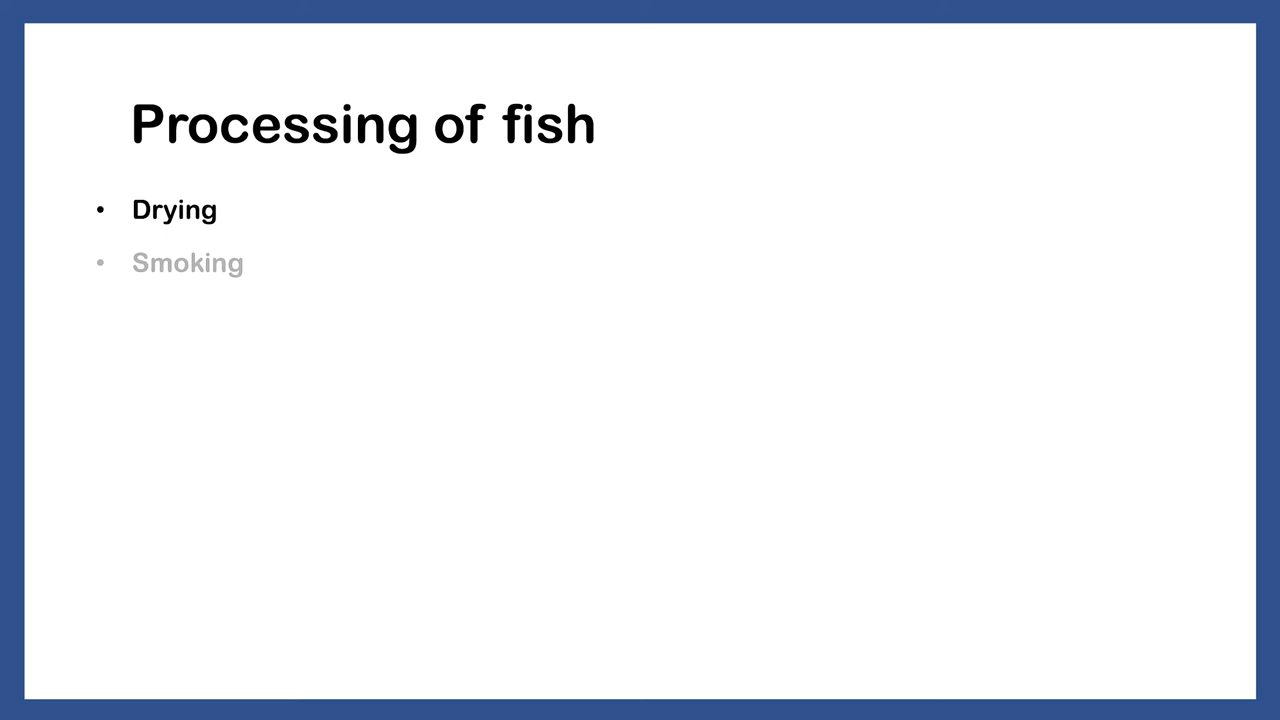 Processing of fish
• Drying
• Smoking